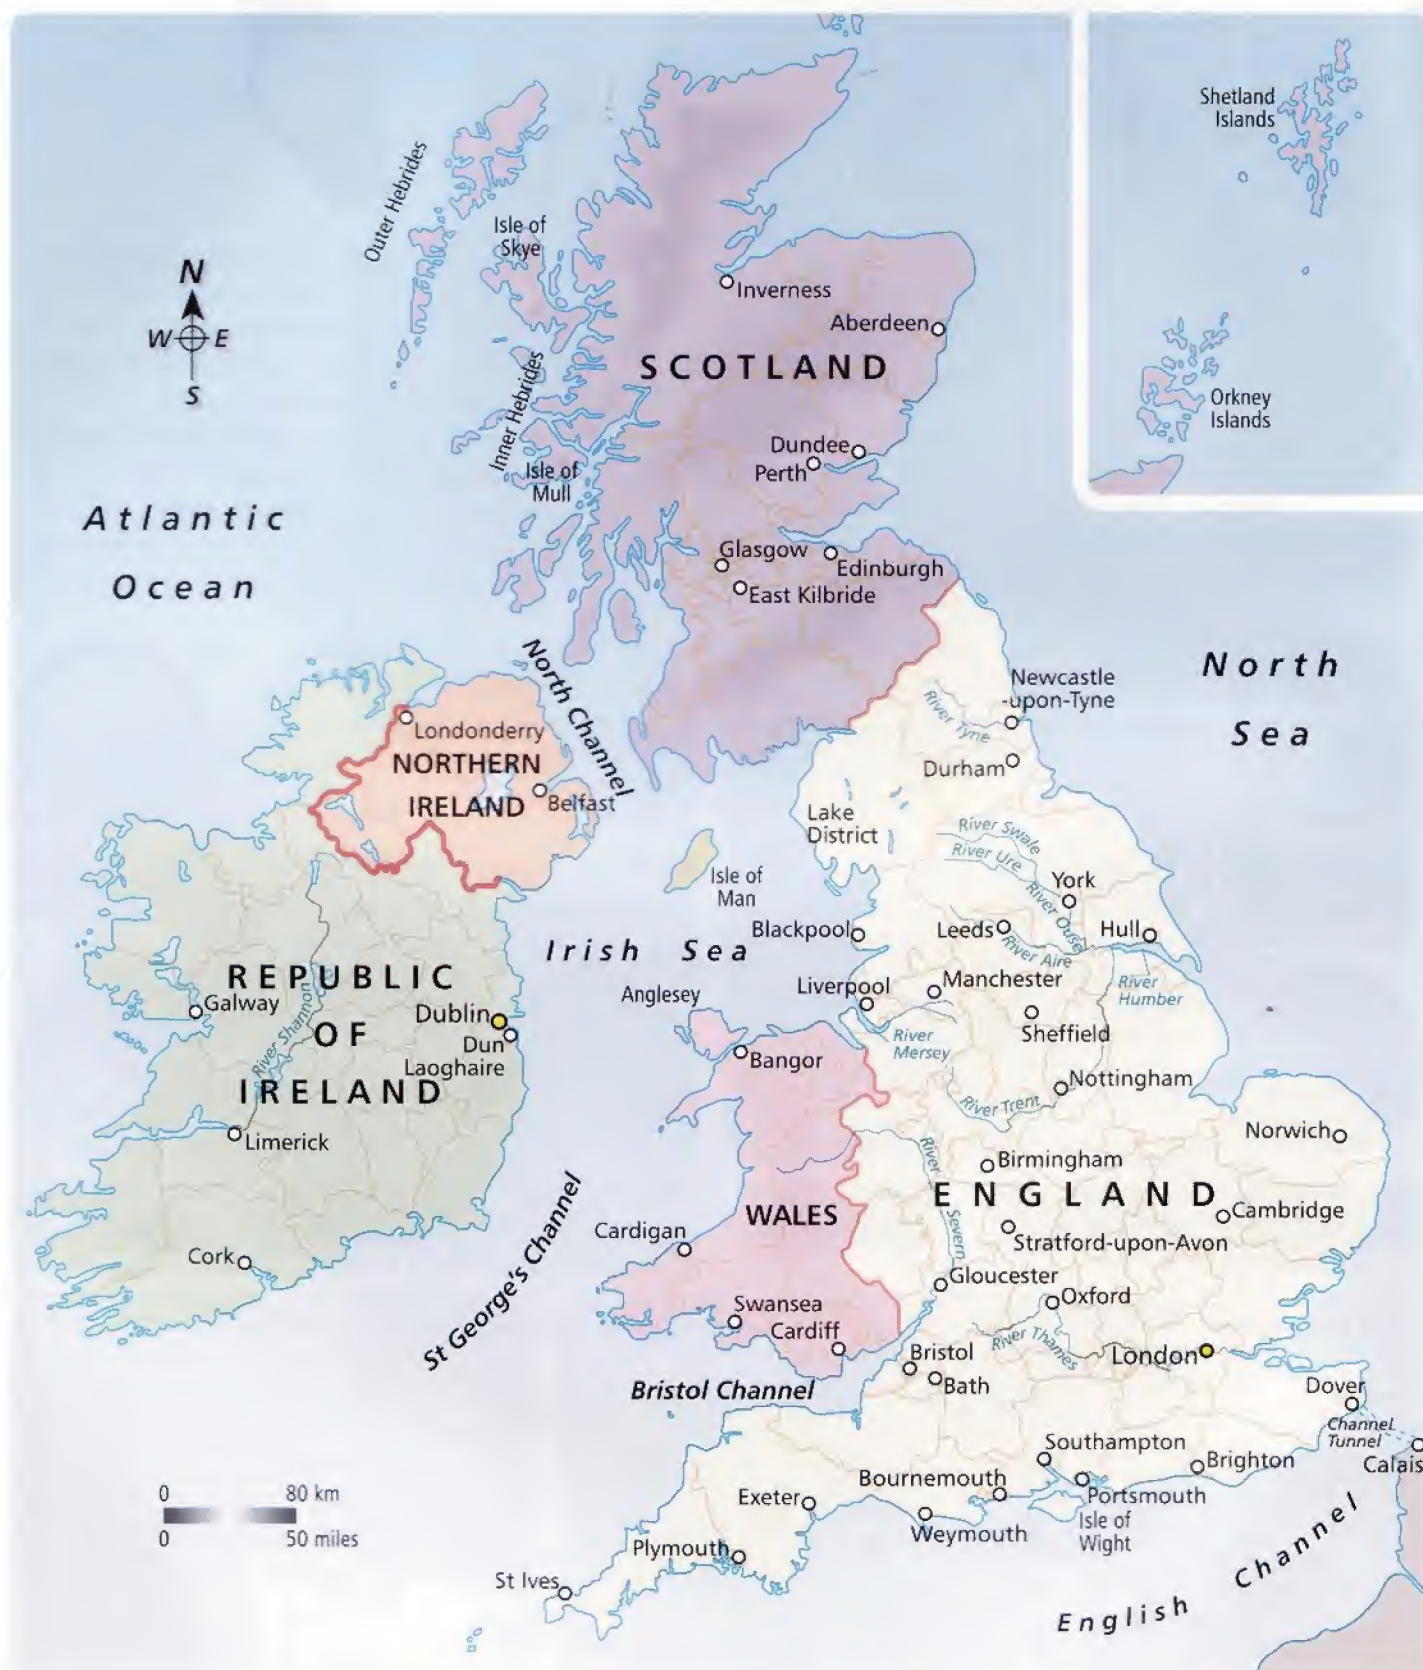 Shetland
Islands
Outer Hebrides
Isle of
Skye
N
W
E
S
Inverness
Aberdeen
SCOTLAND
Inner Hebrides
Orkney
Islands
Dundee
Perth
Isle of
Mull
Atlantic
Ocean
Glasgow
Edinburgh
East Kilbride
North Channel
North
Sea
Newcastle
-upon-Tyne
River Tyne
Londonderry
NORTHERN
IRELAND
Belfast
Durham
Lake
District
River Swale
River Ure
Isle of
Man
York
River Ouse
Blackpool
Leeds
Hull
River Aire
Irish Sea
REPUBLIC
OF
IRELAND
Galway
River Shannon
Dublin
Dun
Laoghaire
Anglesey
Liverpool
Manchester
River
Humber
Sheffield
River
Mersey
Bangor
Nottingham
River Trent
Limerick
Norwich
Birmingham
River Severn
ENGLAND
WALES
Cambridge
Cardigan
Stratford-upon-Avon
St George's Channel
Cork
Gloucester
Oxford
Swansea
Cardiff
River Thames
London
Bristol
Bath
Bristol Channel
Dover
Channel
Tunnel
Calais
Southampton
Brighton
Bournemouth
Portsmouth
Exeter
Weymouth
Isle of
Wight
Plymouth
St Ives
English Channel
0 80 km
0 50 miles